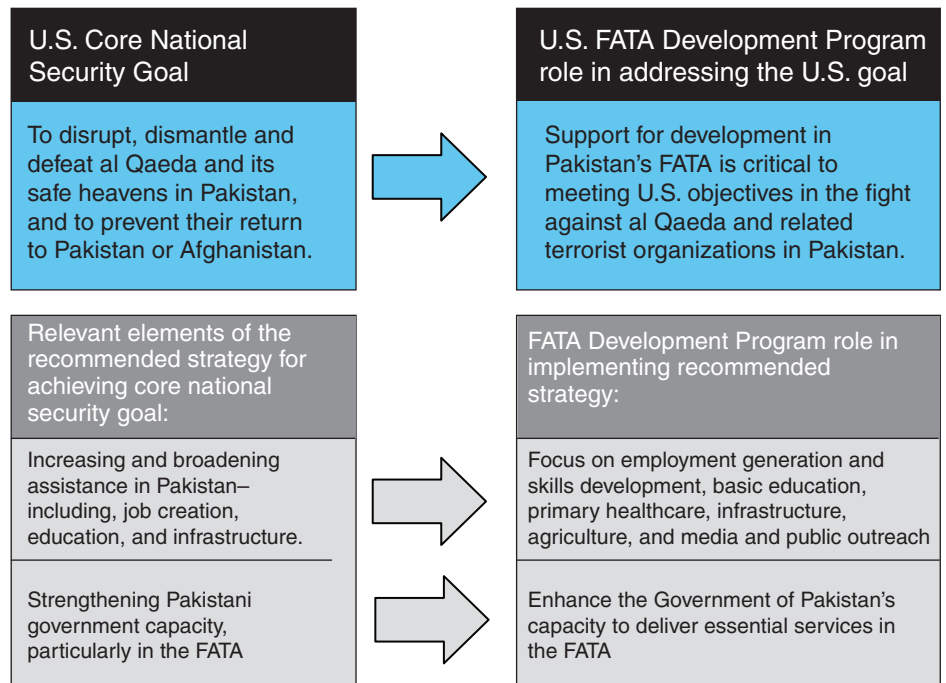 U.S. Core National
Security Goal
To disrupt, dismantle and
defeat al Qaeda and its
safe heavens in Pakistan,
and to prevent their return
to Pakistan or Afghanistan.
U.S. FATA Development Program
role in addressing the U.S. goal
Support for development in
Pakistan’s FATA is critical to
meeting U.S. objectives in the fight
against al Qaeda and related
terrorist organizations in Pakistan.
Relevant elements of the
recommended strategy for
achieving core national
security goal:
FATA Development Program role in
implementing recommended
strategy:
Increasing and broadening
assistance in Pakistan–
including, job creation,
education, and infrastructure.
Focus on employment generation and
skills development, basic education,
primary healthcare, infrastructure,
agriculture, and media and public outreach
Strengthening Pakistani
government capacity,
particularly in the FATA
Enhance the Government of Pakistan’s
capacity to deliver essential services in
the FATA